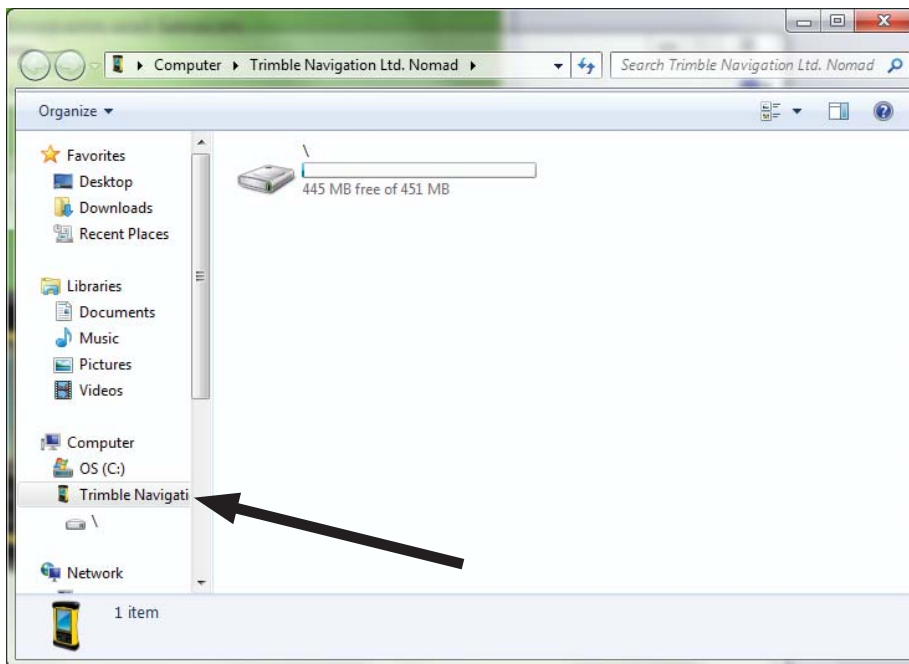 Computer ▸ Trimble Navigation Ltd. Nomad ▸
Search Trimble Navigation Ltd. Nomad
Organize
Favorites
Desktop
Downloads
Recent Places
Libraries
Documents
Music
Pictures
Videos
Computer
OS (C:)
Trimble Navigati
\
Network
\
445 MB free of 451 MB
1 item